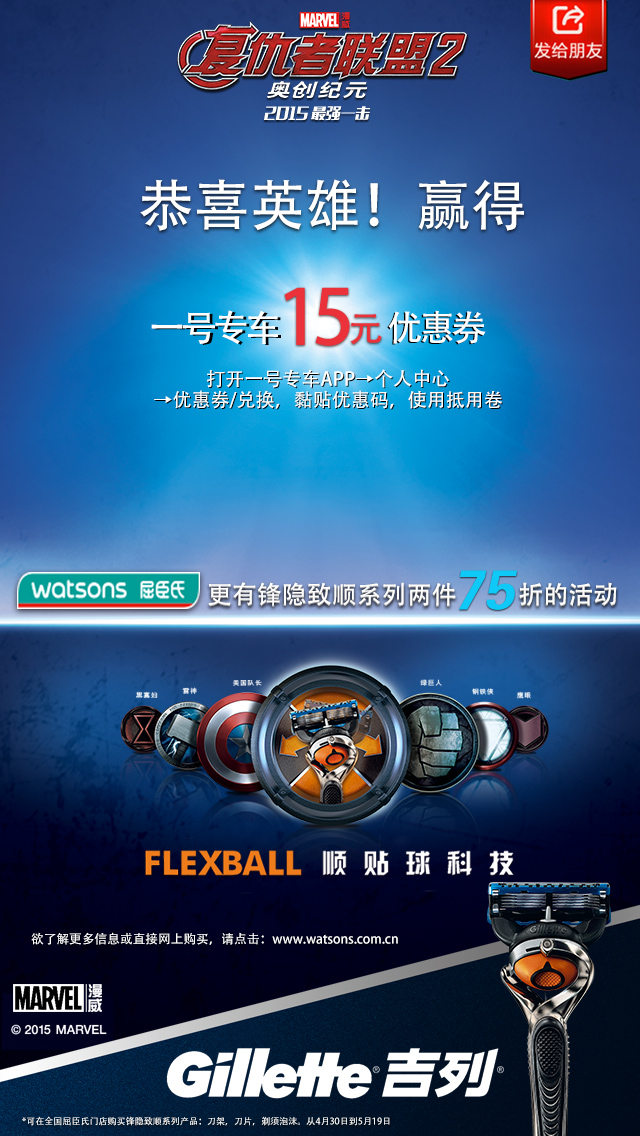 MARVEL 漫威
发给朋友
复仇者联盟2
奥创纪元
2015最强一击
恭喜英雄！赢得
一号专车15元优惠券
打开一号专车APP→个人中心
→优惠券/兑换，黏贴优惠码，使用抵用卷
watsons 屈臣氏 更有锋隐致顺系列两件75折的活动
黑寡妇 雷神 美国队长 绿巨人 钢铁侠 鹰眼
FLEXBALL 顺贴球科技
Gillette
欲了解更多信息或直接网上购买，请点击：www.watsons.com.cn
MARVEL 漫威
© 2015 MARVEL
Gillette® 吉列®
*可在全国屈臣氏门店购买锋隐致顺系列产品：刀架，刀片，剃须泡沫。从4月30日到5月19日